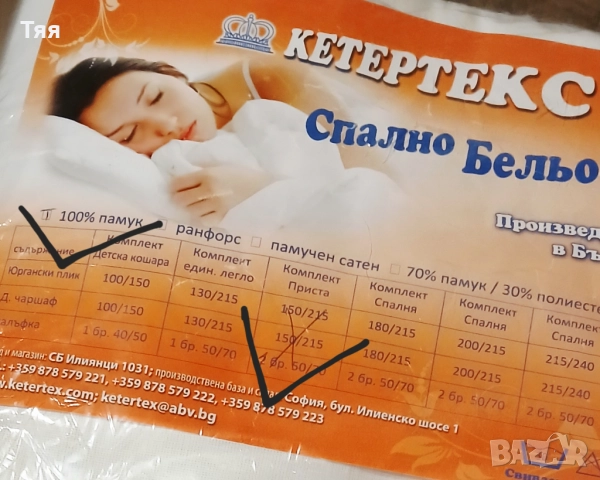 Тяя
КЕТЕРТЕКС
Спално Бельо
Произвед
в Бъ
100% памук ранфорс памучен сатен 70% памук / 30% полиесте
съдържание Комплект Детска кошара Комплект един. легло Комплект Приста Комплект Спалня Комплект Спалня Комплект
Юргански плик 100/150 130/215 150/215 180/215 200/215 215/240
Д. чаршаф 100/150 130/215 150/215 180/215 200/215 215/240
алъфка 1 бр. 40/50 1 бр. 50/70 2 бр. 50/70 2 бр. 50/70 2 бр. 50/70 2 бр. 50/70
д и магазин: СБ Илиянци 1031; производствена база и София, бул. Илиенско шосе 1
: +359 878 579 221, +359 878 579 222, +359 878 579 223
.ketertex.com; ketertex@abv.bg
BAZAR
bg